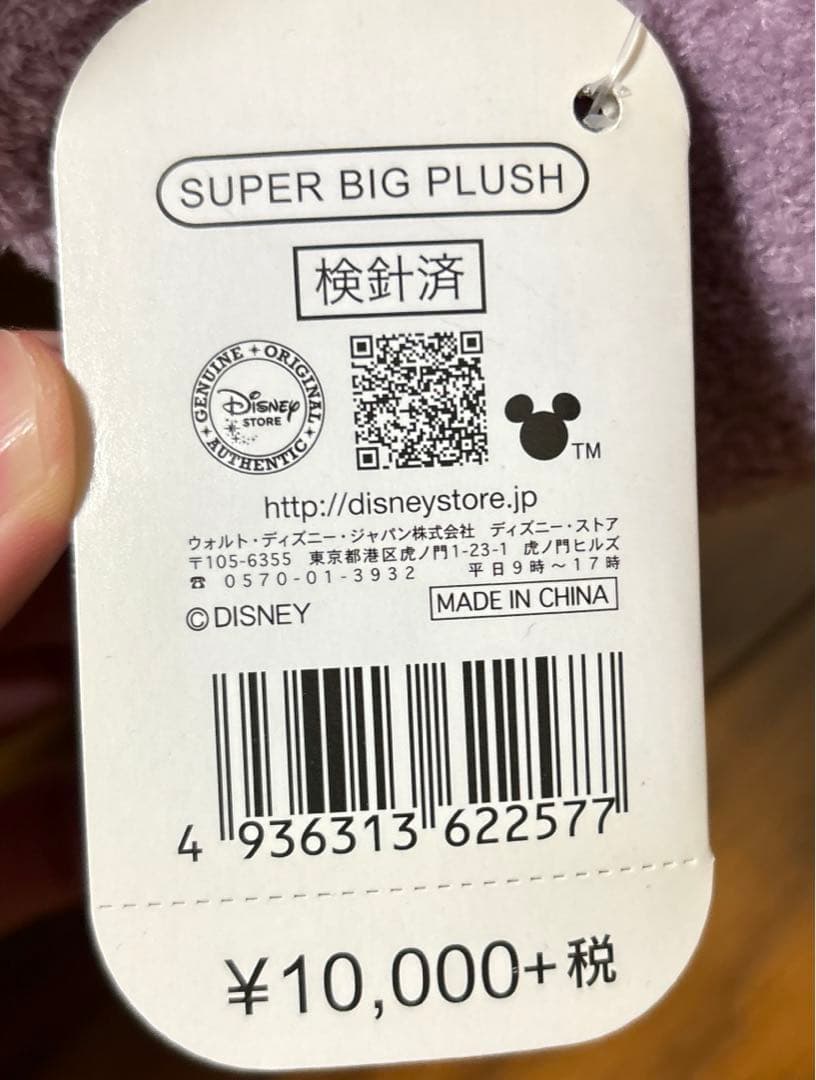 SUPER BIG PLUSH
検針済
GENUINE ORIGINAL AUTHENTIC
Disney
STORE
TM
http://disneystore.jp
ウォルト・ディズニー・ジャパン株式会社 ディズニー・ストア
〒105-6355 東京都港区虎ノ門1-23-1 虎ノ門ヒルズ
☎ 0570-01-3932 平日9時～17時
©DISNEY MADE IN CHINA
4 936313 622577
¥10,000+税